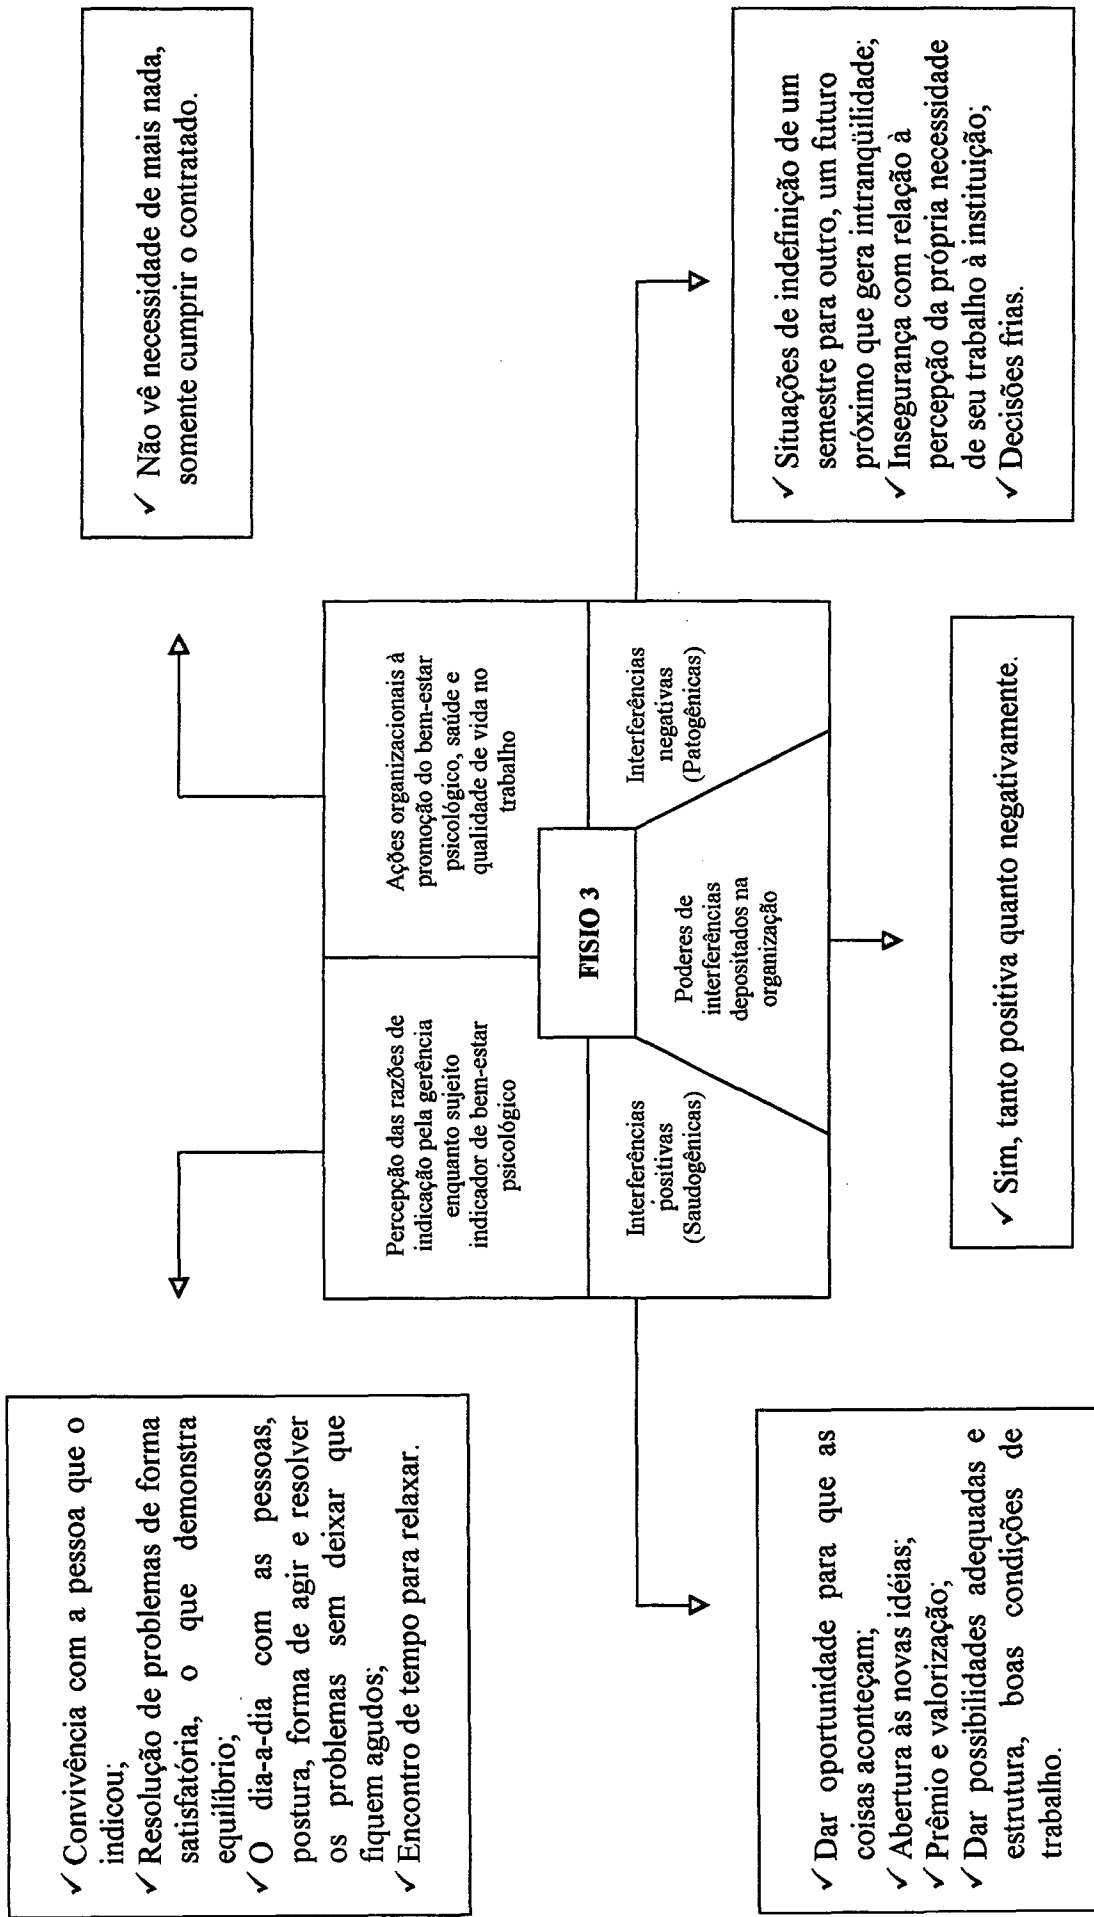 ✓ Convivência com a pessoa que o
indicou;
✓ Resolução de problemas de forma
satisfatória, o que demonstra
equilíbrio;
✓ O dia-a-dia com as pessoas,
postura, forma de agir e resolver
os problemas sem deixar que
fiquem agudos;
✓ Encontro de tempo para relaxar.
✓ Não vê necessidade de mais nada,
somente cumprir o contratado.
Percepção das razões de
indicação pela gerência
enquanto sujeito
indicador de bem-estar
psicológico
Ações organizacionais à
promoção do bem-estar
psicológico, saúde e
qualidade de vida no
trabalho
FISIO 3
Interferências
positivas
(Saudogênicas)
Poderes de
interferências
depositados na
organização
Interferências
negativas
(Patogênicas)
✓ Dar oportunidade para que as
coisas aconteçam;
✓ Abertura às novas idéias;
✓ Prêmio e valorização;
✓ Dar possibilidades adequadas e
estrutura, boas condições de
trabalho.
✓ Sim, tanto positiva quanto negativamente.
✓ Situações de indefinição de um
semestre para outro, um futuro
próximo que gera intranqüilidade;
✓ Insegurança com relação à
percepção da própria necessidade
de seu trabalho à instituição;
✓ Decisões frias.